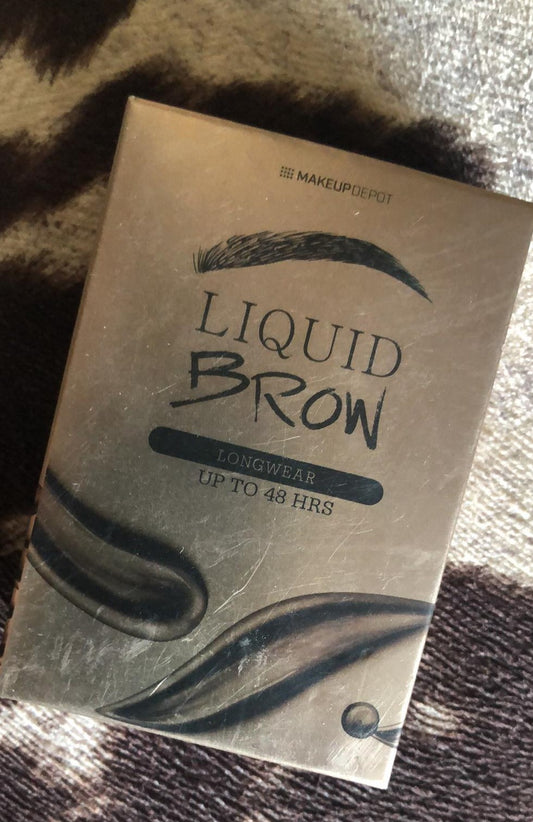 MAKEUPDEPOT
LIQUID
BROW
LONGWEAR
UP TO 48 HRS